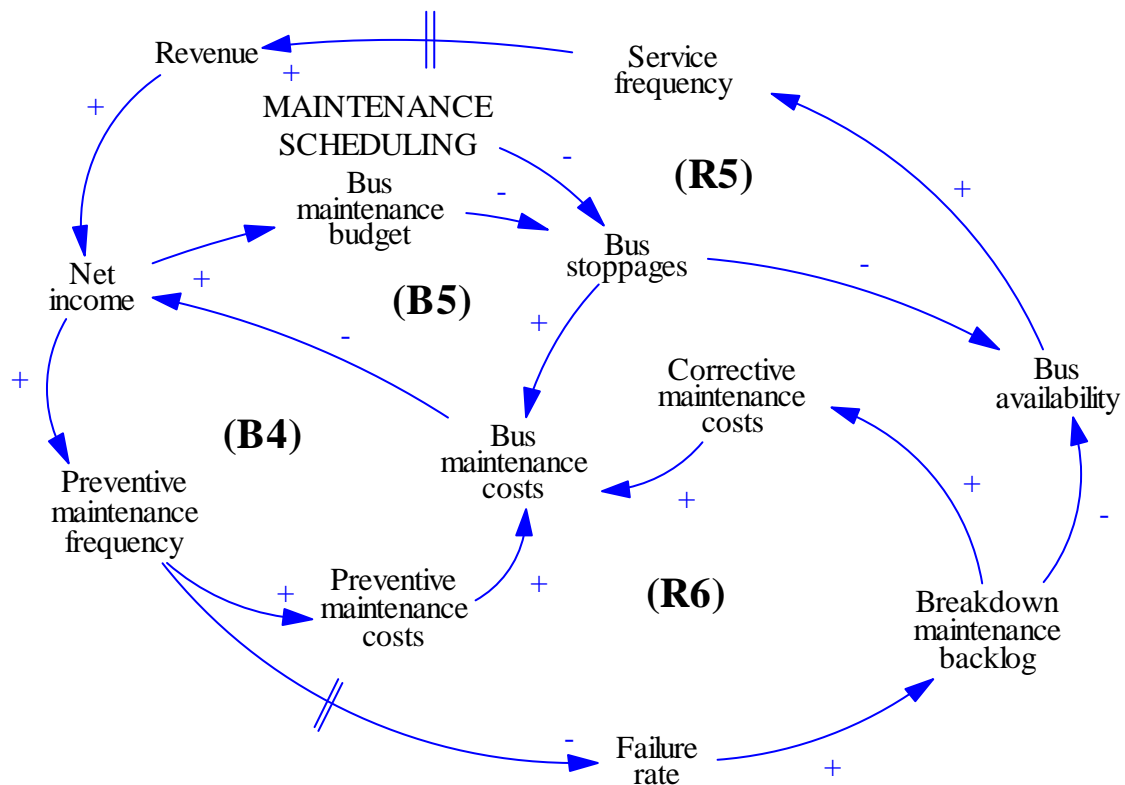 Revenue
+
Service
frequency
+
MAINTENANCE
SCHEDULING
-
(R5)
+
Bus
maintenance
budget
-
Bus
stoppages
-
Net
income
+
(B5)
+
-
Bus
availability
+
Corrective
maintenance
costs
(B4)
Bus
maintenance
costs
+
+
-
Preventive
maintenance
frequency
+
Preventive
maintenance
costs
+
(R6)
Breakdown
maintenance
backlog
-
Failure
rate
+